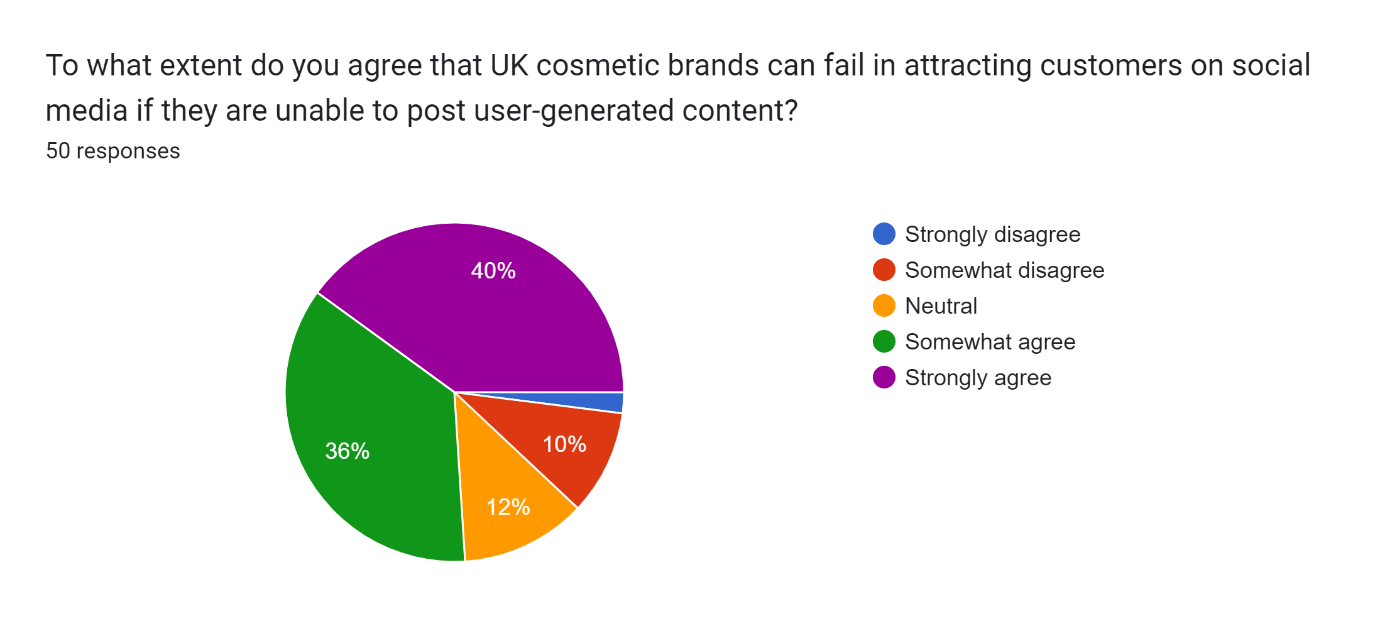 To what extent do you agree that UK cosmetic brands can fail in attracting customers on social
media if they are unable to post user-generated content?
50 responses
40%
36%
10%
12%
Strongly disagree
Somewhat disagree
Neutral
Somewhat agree
Strongly agree